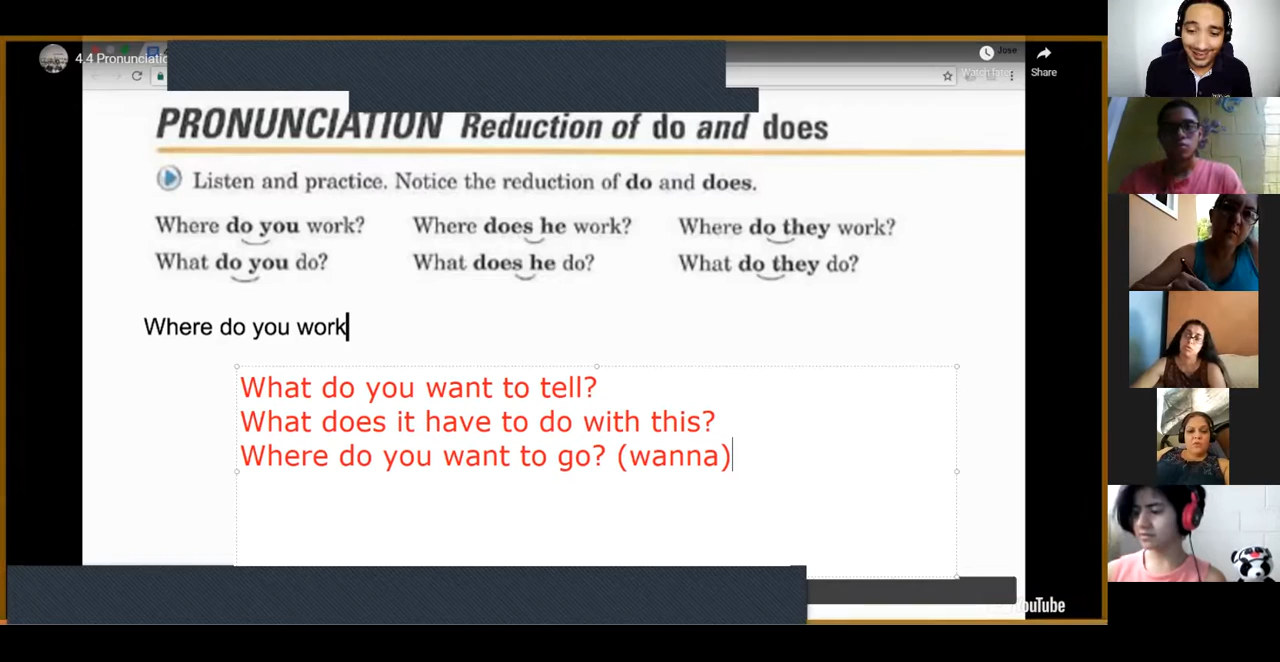 4.4 Pronunciatio
Jose
Watch later
Share
PRONUNCIATION Reduction of do and does
Listen and practice. Notice the reduction of do and does.
Where do you work? Where does he work? Where do they work?
What do you do? What does he do? What do they do?
Where do you work
What do you want to tell?
What does it have to do with this?
Where do you want to go? (wanna)
YouTube